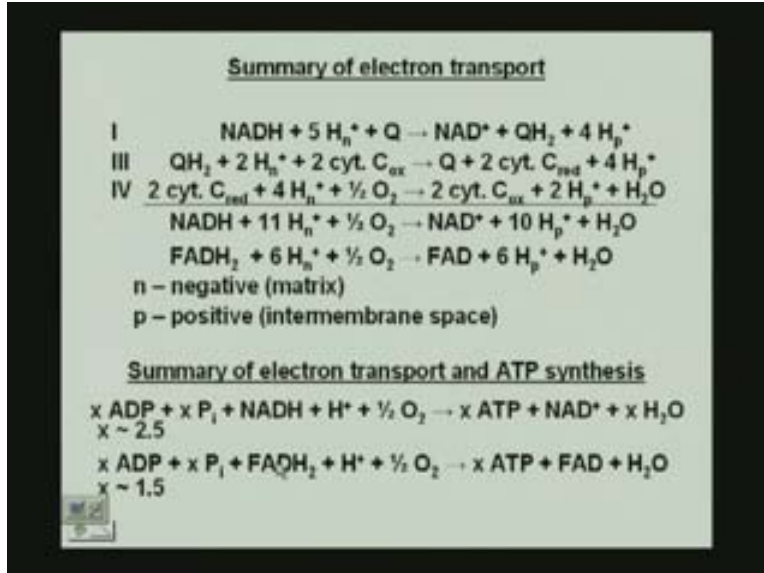 Summary of electron transport
I NADH + 5 Hₙ⁺ + Q → NAD⁺ + QH₂ + 4 Hₚ⁺
III QH₂ + 2 Hₙ⁺ + 2 cyt. Cₒₓ → Q + 2 cyt. C_red + 4 Hₚ⁺
IV 2 cyt. C_red + 4 Hₙ⁺ + ½ O₂ → 2 cyt. Cₒₓ + 2 Hₚ⁺ + H₂O
NADH + 11 Hₙ⁺ + ½ O₂ → NAD⁺ + 10 Hₚ⁺ + H₂O
FADH₂ + 6 Hₙ⁺ + ½ O₂ → FAD + 6 Hₚ⁺ + H₂O
n – negative (matrix)
p – positive (intermembrane space)
Summary of electron transport and ATP synthesis
x ADP + x Pᵢ + NADH + H⁺ + ½ O₂ → x ATP + NAD⁺ + x H₂O
x ~ 2.5
x ADP + x Pᵢ + FADH₂ + H⁺ + ½ O₂ → x ATP + FAD + H₂O
x ~ 1.5